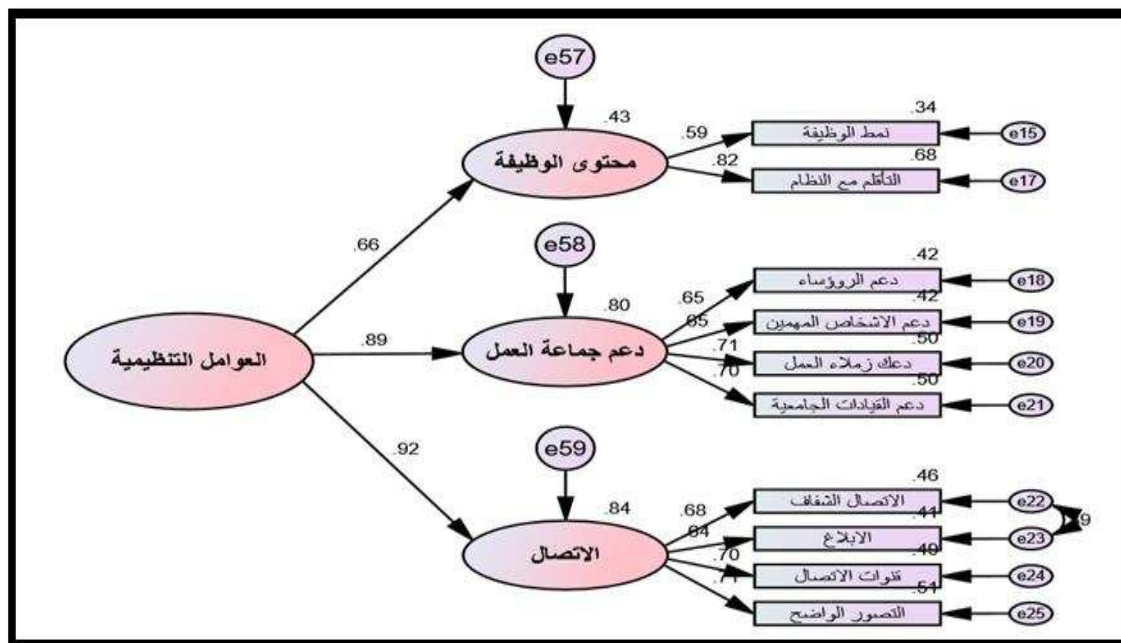 e57
.43
.34
.59
نمط الوظيفة
e15
محتوى الوظيفة
.82
.68
التأقلم مع النظام
e17
.66
e58
.80
.42
.65
دعم الروؤساء
e18
.42
.65
دعم الاشخاص المهمين
e19
العوامل التنظيمية
.89
دعم جماعة العمل
.71
.50
دعك زملاء العمل
e20
.70
.50
دعم القيادات الجامعية
e21
.92
e59
.84
.46
.68
الاتصال الشفاف
e22
.41
.64
الابلاغ
e23
9
الاتصال
.70
.49
قنوات الاتصال
e24
.71
.51
التصور الواضح
e25